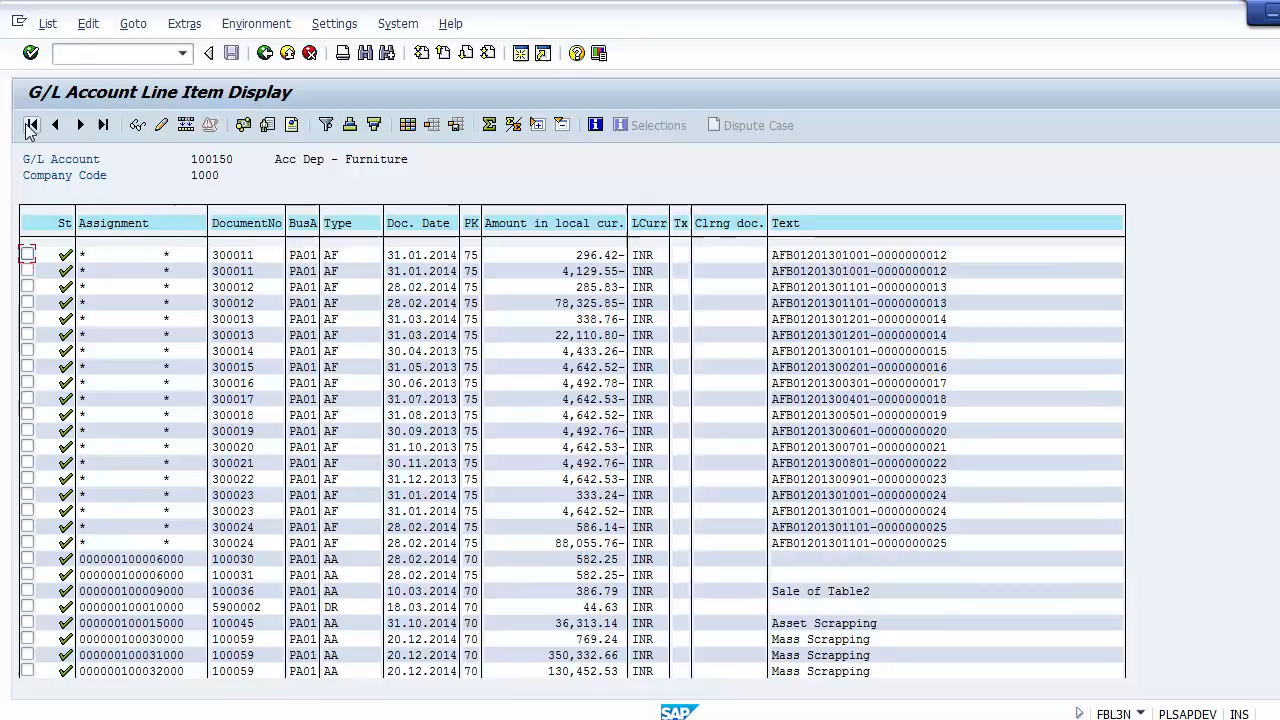 List Edit Goto Extras Environment Settings System Help
G/L Account Line Item Display
Selections Dispute Case
G/L Account 100150 Acc Dep - Furniture
Company Code 1000
St Assignment DocumentNo BusA Type Doc. Date PK Amount in local cur. LCurr Tx Clrng doc. Text
* * 300011 PA01 AF 31.01.2014 75 296.42- INR AFB01201301001-0000000012
* * 300011 PA01 AF 31.01.2014 75 4,129.55- INR AFB01201301001-0000000012
* * 300012 PA01 AF 28.02.2014 75 285.83- INR AFB01201301101-0000000013
* * 300012 PA01 AF 28.02.2014 75 78,325.85- INR AFB01201301101-0000000013
* * 300013 PA01 AF 31.03.2014 75 338.76- INR AFB01201301201-0000000014
* * 300013 PA01 AF 31.03.2014 75 22,110.80- INR AFB01201301201-0000000014
* * 300014 PA01 AF 30.04.2013 75 4,433.26- INR AFB01201300101-0000000015
* * 300015 PA01 AF 31.05.2013 75 4,642.52- INR AFB01201300201-0000000016
* * 300016 PA01 AF 30.06.2013 75 4,492.78- INR AFB01201300301-0000000017
* * 300017 PA01 AF 31.07.2013 75 4,642.53- INR AFB01201300401-0000000018
* * 300018 PA01 AF 31.08.2013 75 4,642.52- INR AFB01201300501-0000000019
* * 300019 PA01 AF 30.09.2013 75 4,492.76- INR AFB01201300601-0000000020
* * 300020 PA01 AF 31.10.2013 75 4,642.53- INR AFB01201300701-0000000021
* * 300021 PA01 AF 30.11.2013 75 4,492.76- INR AFB01201300801-0000000022
* * 300022 PA01 AF 31.12.2013 75 4,642.53- INR AFB01201300901-0000000023
* * 300023 PA01 AF 31.01.2014 75 333.24- INR AFB01201301001-0000000024
* * 300023 PA01 AF 31.01.2014 75 4,642.52- INR AFB01201301001-0000000024
* * 300024 PA01 AF 28.02.2014 75 586.14- INR AFB01201301101-0000000025
* * 300024 PA01 AF 28.02.2014 75 88,055.76- INR AFB01201301101-0000000025
000000100006000 100030 PA01 AA 28.02.2014 70 582.25 INR
000000100006000 100031 PA01 AA 28.02.2014 70 582.25- INR
000000100009000 100036 PA01 AA 10.03.2014 70 386.79 INR Sale of Table2
000000100010000 5900002 PA01 DR 18.03.2014 70 44.63 INR
000000100015000 100045 PA01 AA 31.10.2014 70 36,313.14 INR Asset Scrapping
000000100030000 100059 PA01 AA 20.12.2014 70 769.24 INR Mass Scrapping
000000100031000 100059 PA01 AA 20.12.2014 70 350,332.66 INR Mass Scrapping
000000100032000 100059 PA01 AA 20.12.2014 70 130,452.53 INR Mass Scrapping
SAP FBL3N PLSAPDEV INS